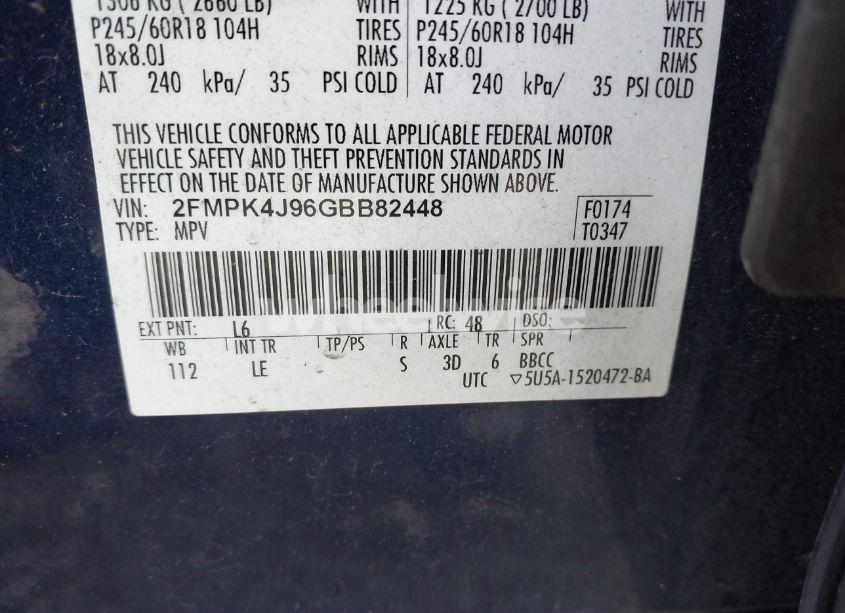 1306 KG ( 2880 LB) WITH 1225 KG ( 2700 LB) WITH
P245/60R18 104H TIRES P245/60R18 104H TIRES
18x8.0J RIMS 18x8.0J RIMS
AT 240 kPa/ 35 PSI COLD AT 240 kPa/ 35 PSI COLD
THIS VEHICLE CONFORMS TO ALL APPLICABLE FEDERAL MOTOR
VEHICLE SAFETY AND THEFT PREVENTION STANDARDS IN
EFFECT ON THE DATE OF MANUFACTURE SHOWN ABOVE.
VIN: 2FMPK4J96GBB82448 F0174
TYPE: MPV T0347
EXT PNT: L6 RC: 48 DSO:
WB INT TR TP/PS R AXLE TR SPR
112 LE S 3D 6 BBCC
UTC ▽5U5A-1520472-BA